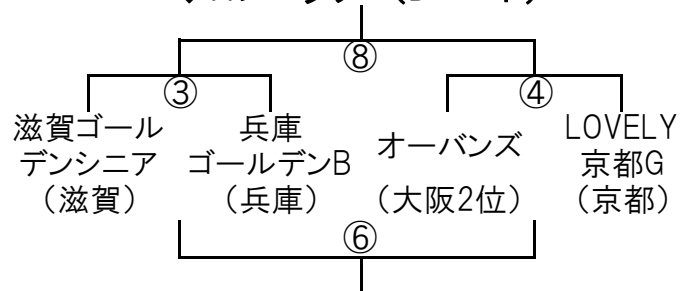 ⑧
③
④
滋賀ゴール
デンシニア
（滋賀）
兵庫
ゴールデンB
（兵庫）
オーバンズ
（大阪2位）
LOVELY
京都G
（京都）
⑥